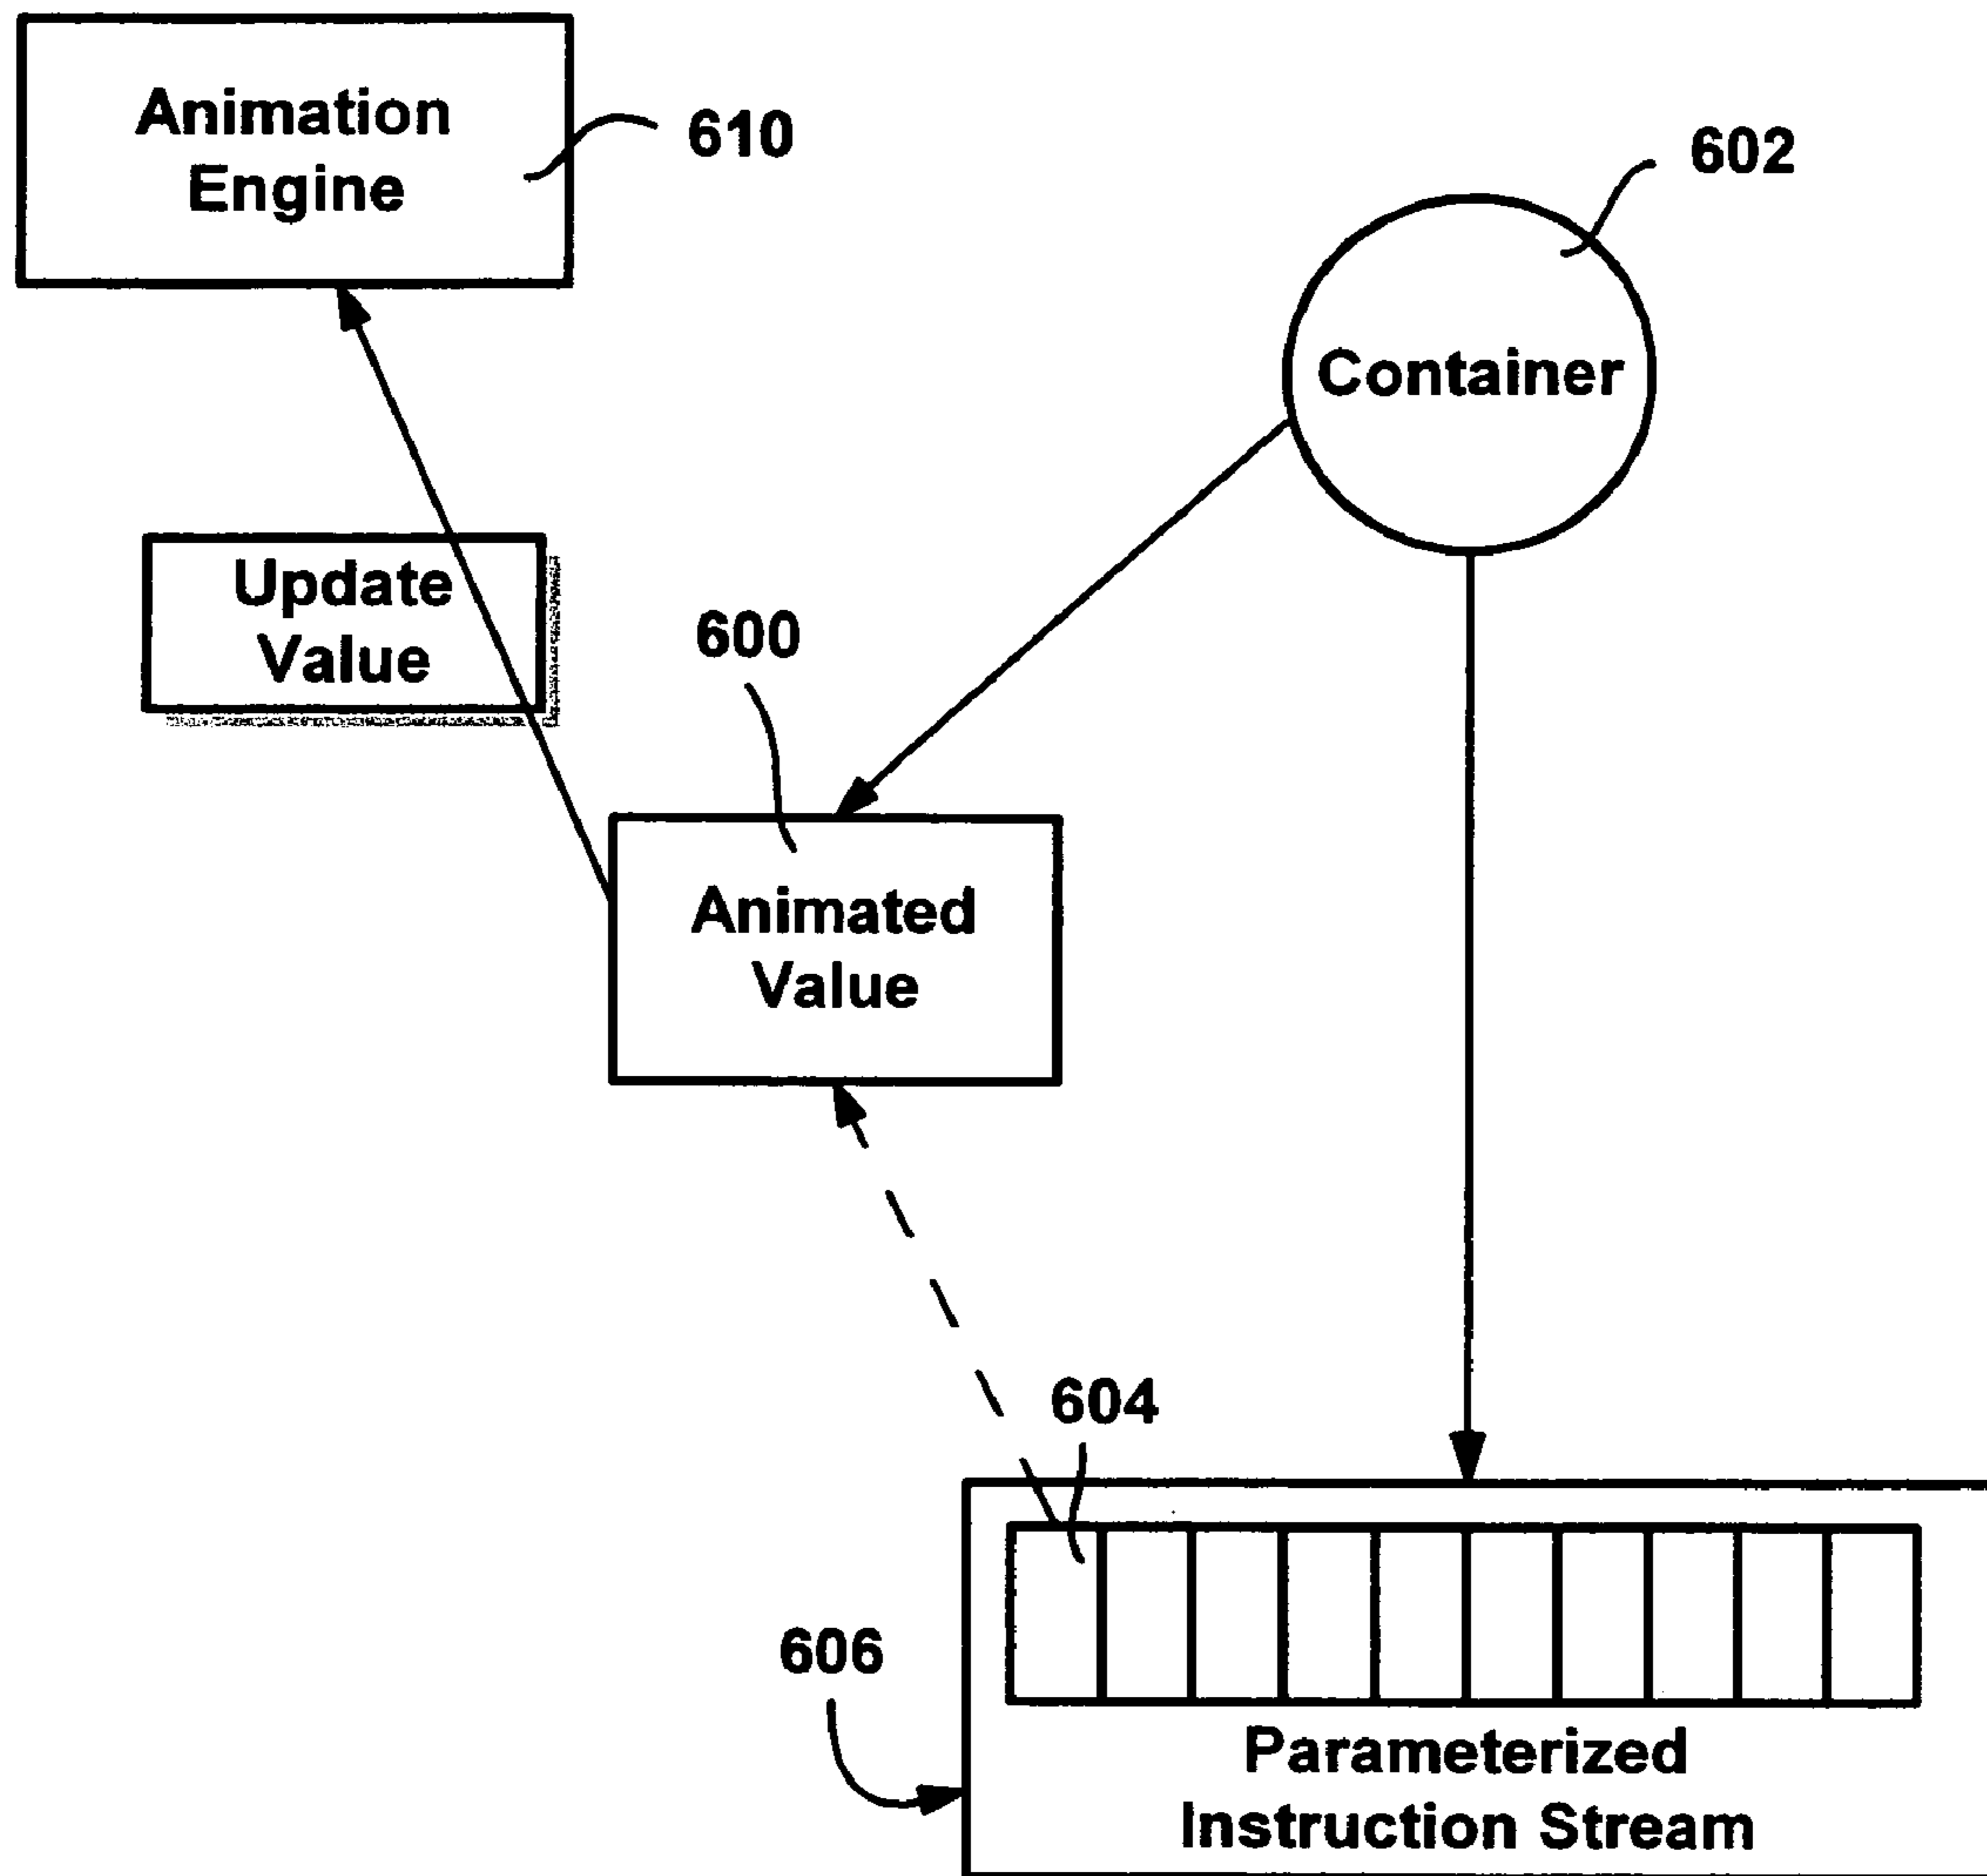 Animation
Engine
610
602
Container
Update
Value
600
Animated
Value
604
606
Parameterized
Instruction Stream